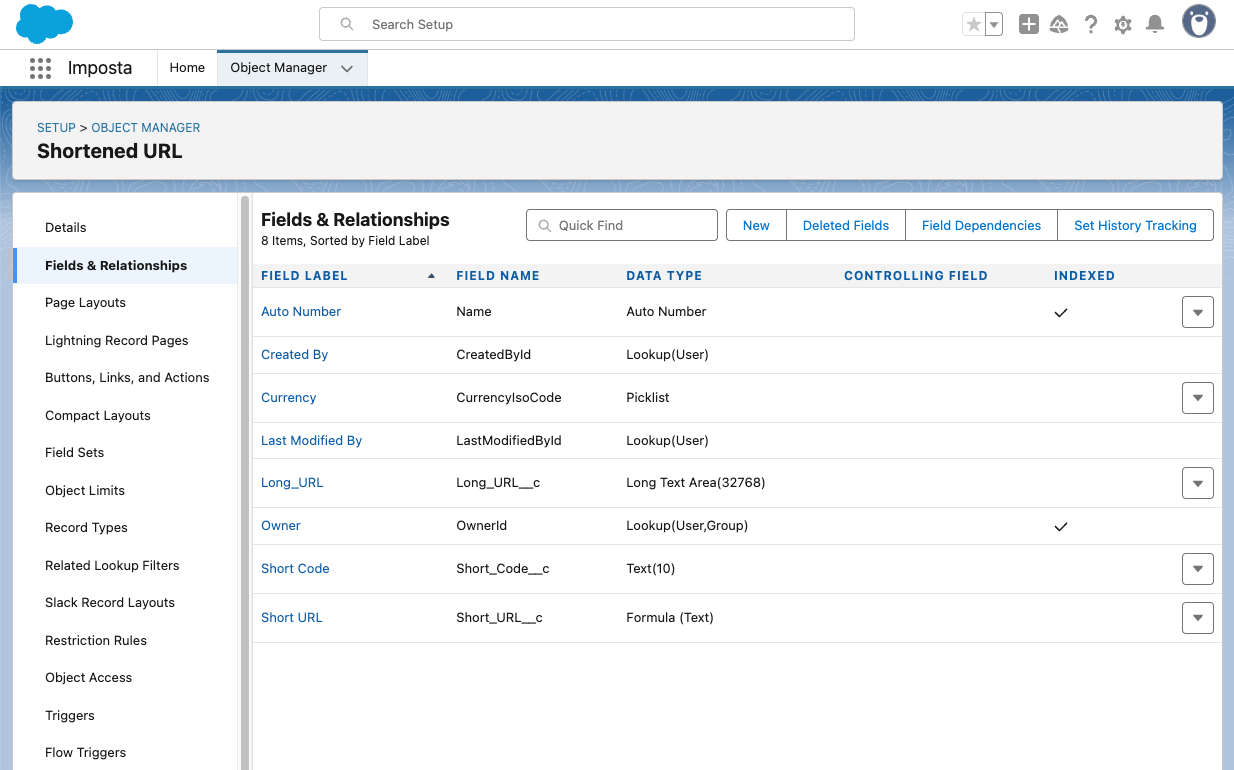 Search Setup
Imposta
Home
Object Manager
SETUP > OBJECT MANAGER
Shortened URL
Details
Fields & Relationships
Page Layouts
Lightning Record Pages
Buttons, Links, and Actions
Compact Layouts
Field Sets
Object Limits
Record Types
Related Lookup Filters
Slack Record Layouts
Restriction Rules
Object Access
Triggers
Flow Triggers
Fields & Relationships
8 Items, Sorted by Field Label
Quick Find
New
Deleted Fields
Field Dependencies
Set History Tracking
FIELD LABEL FIELD NAME DATA TYPE CONTROLLING FIELD INDEXED
Auto Number Name Auto Number
Created By CreatedById Lookup(User)
Currency CurrencyIsoCode Picklist
Last Modified By LastModifiedById Lookup(User)
Long_URL Long_URL__c Long Text Area(32768)
Owner OwnerId Lookup(User,Group)
Short Code Short_Code__c Text(10)
Short URL Short_URL__c Formula (Text)